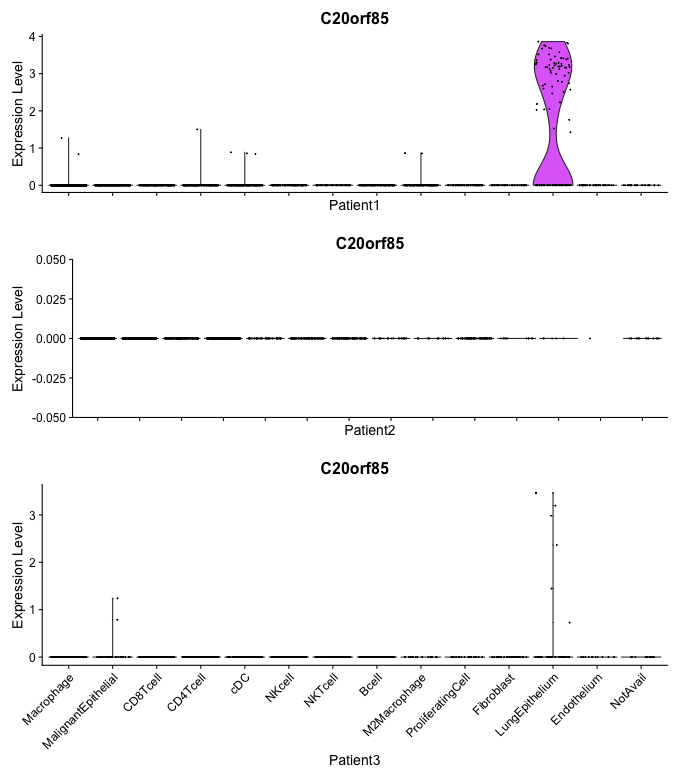 C20orf85
Expression Level
4
3
2
1
0
Patient1
C20orf85
Expression Level
0.050
0.025
0.000
-0.025
-0.050
Patient2
C20orf85
Expression Level
3
2
1
0
Macrophage
MalignantEpithelial
CD8Tcell
CD4Tcell
cDC
NKcell
NKTcell
Bcell
M2Macrophage
ProliferatingCell
Fibroblast
LungEpithelium
Endothelium
NotAvail
Patient3